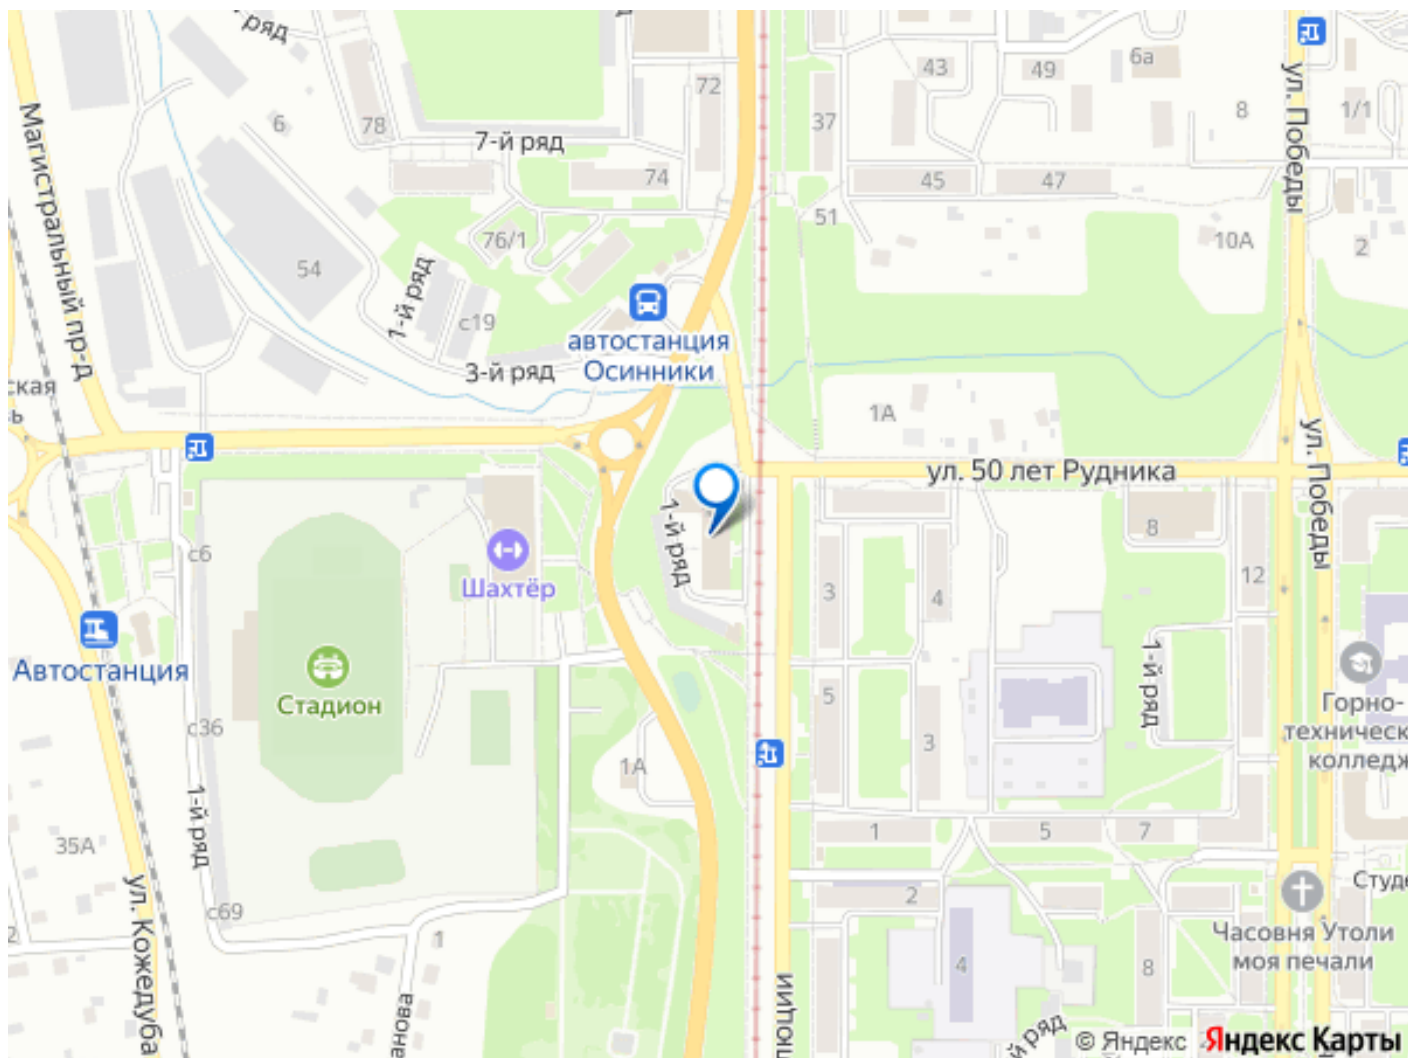 ряд
43
49
6а
72
ул. Победы
8
1/1
6
78
37
Магистральный пр-д
7-й ряд
74
45
47
51
76/1
10А
2
54
1-й ряд
с19
автостанция
Осинники
3-й ряд
ская
1А
ул. Победы
ул. 50 лет Рудника
1-й ряд
8
с6
Шахтёр
3
4
12
Автостанция
Стадион
5
1-й ряд
Горно-
техническ
колледж
с36
3
1А
1-й ряд
35А
1
5
7
ул. Кожедуба
с69
2
Студе
1
Часовня Утоли
моя печали
4
8
анова
юции
-й ряд
© Яндекс Яндекс Карты